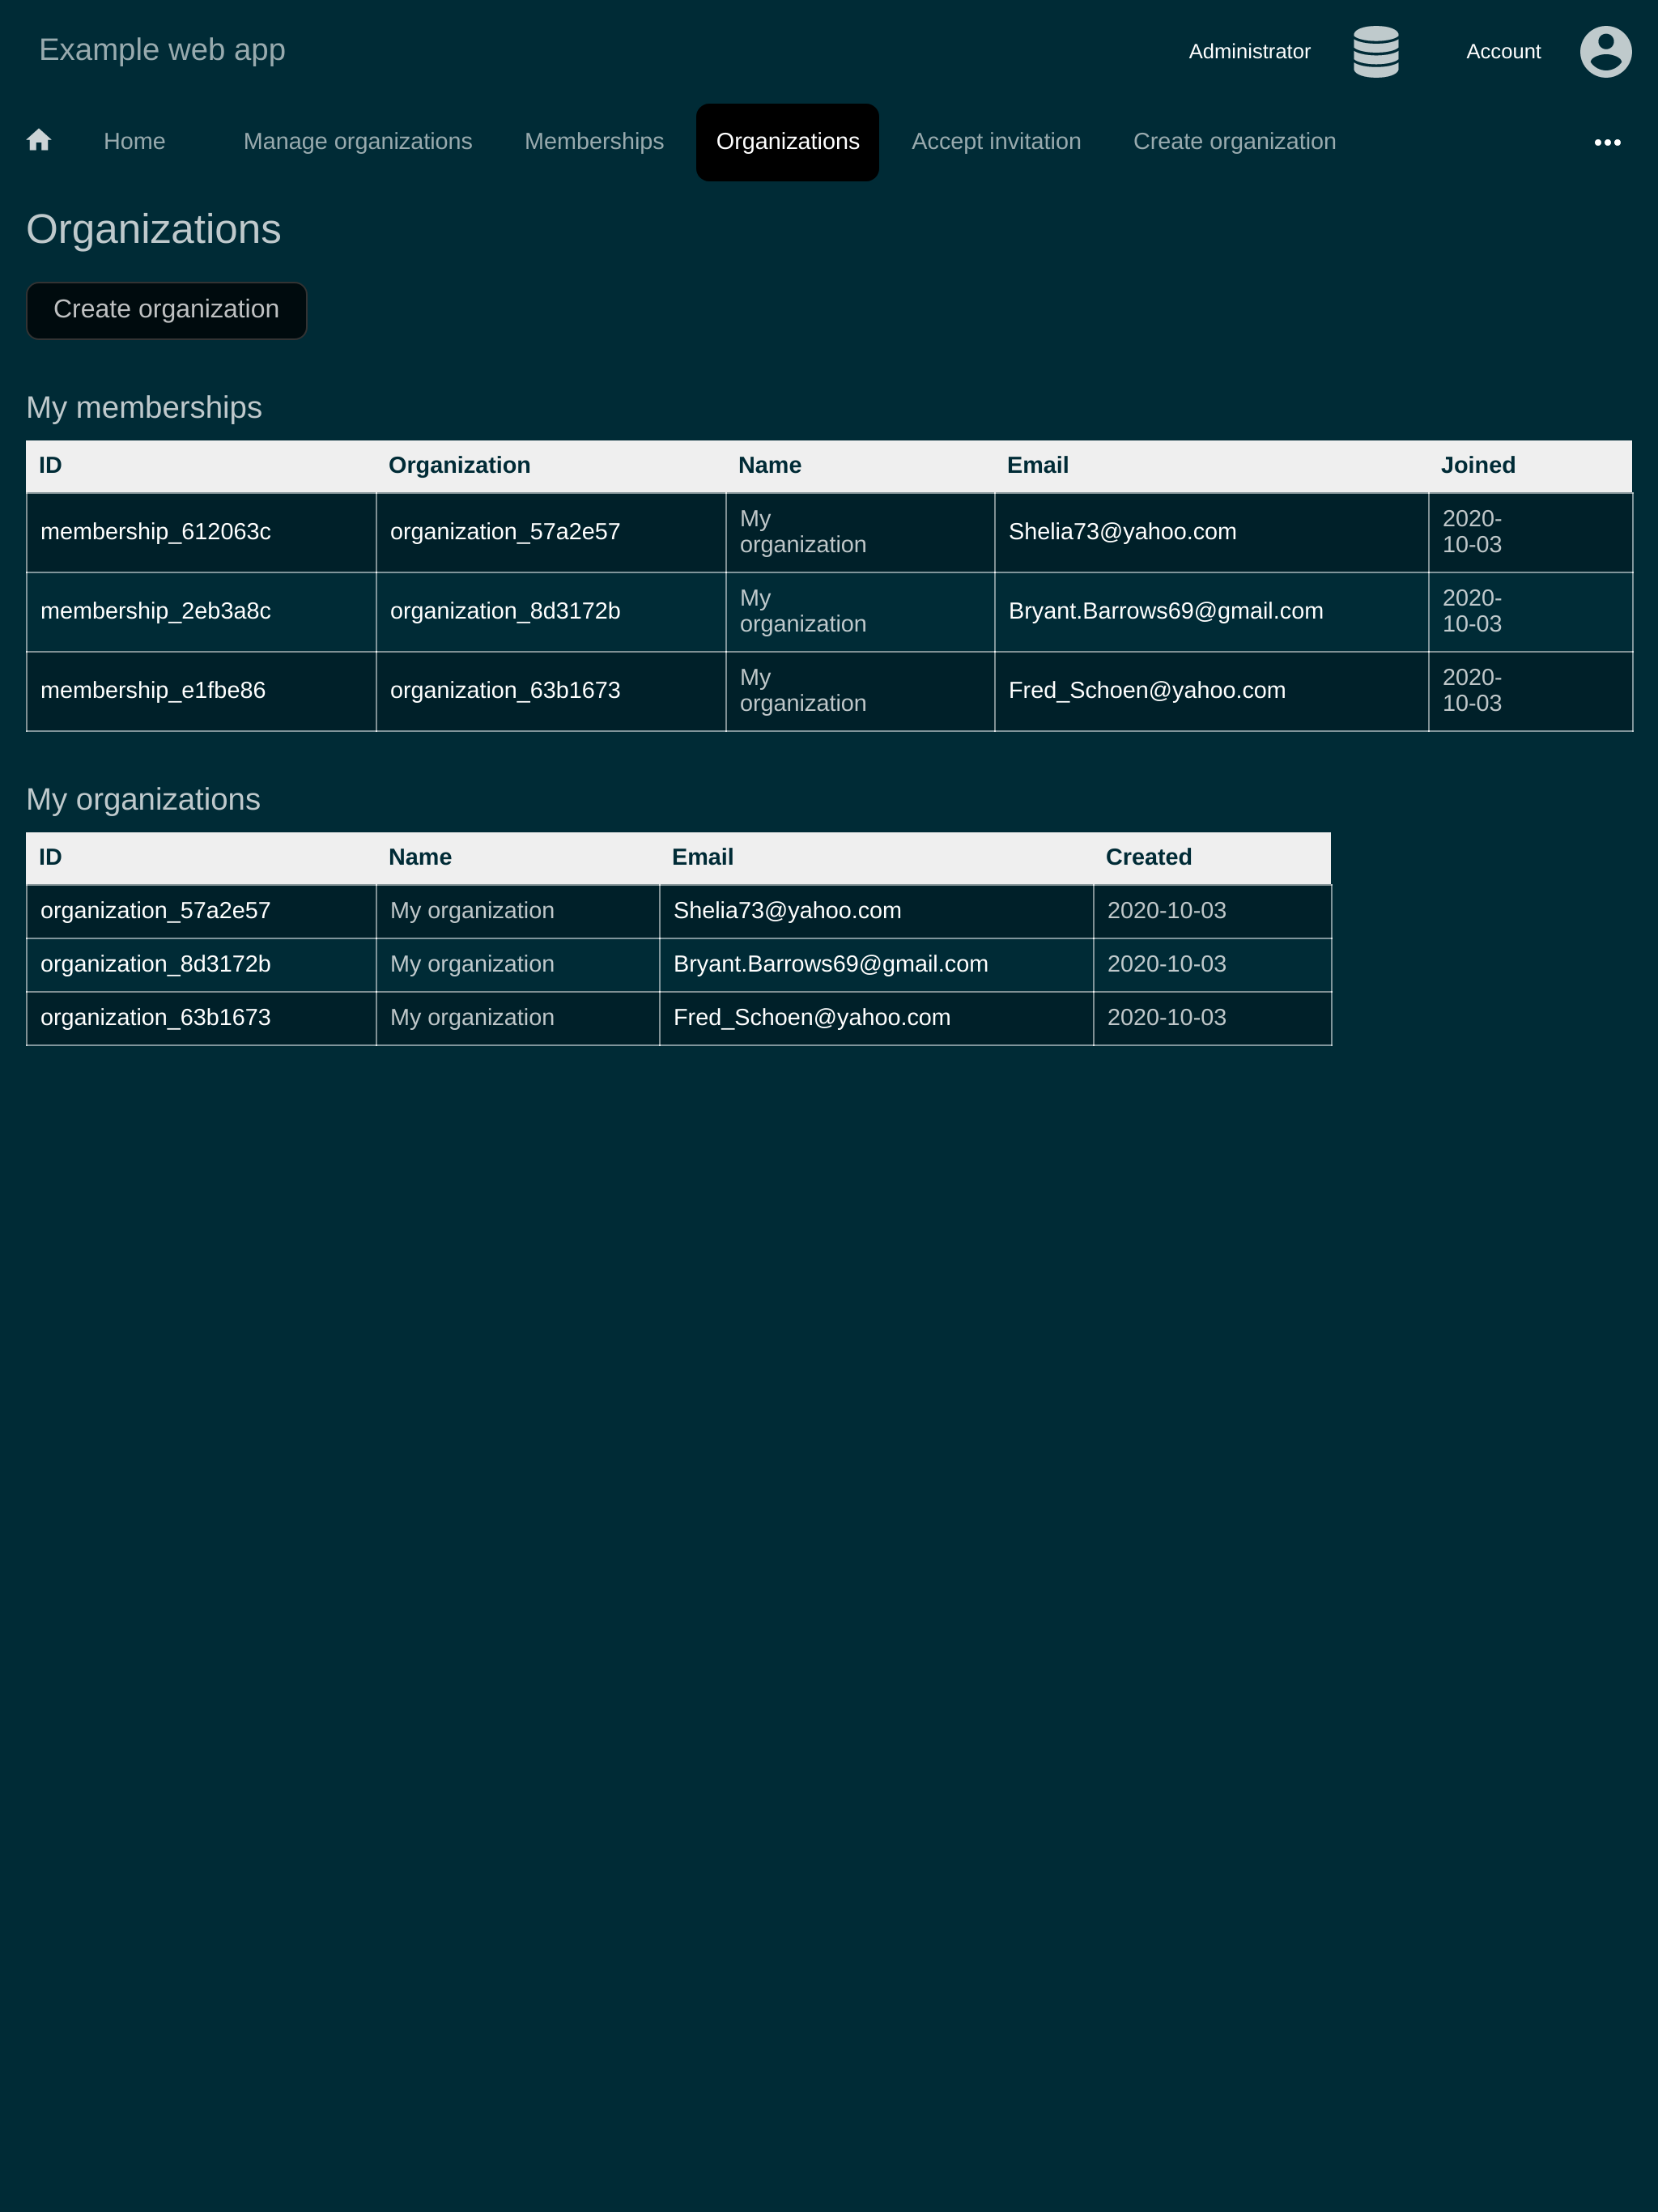 Example web app
Administrator
Account
Home
Manage organizations
Memberships
Organizations
Accept invitation
Create organization
Organizations
Create organization
My memberships
ID Organization Name Email Joined
membership_612063c organization_57a2e57 My organization Shelia73@yahoo.com 2020-10-03
membership_2eb3a8c organization_8d3172b My organization Bryant.Barrows69@gmail.com 2020-10-03
membership_e1fbe86 organization_63b1673 My organization Fred_Schoen@yahoo.com 2020-10-03
My organizations
ID Name Email Created
organization_57a2e57 My organization Shelia73@yahoo.com 2020-10-03
organization_8d3172b My organization Bryant.Barrows69@gmail.com 2020-10-03
organization_63b1673 My organization Fred_Schoen@yahoo.com 2020-10-03